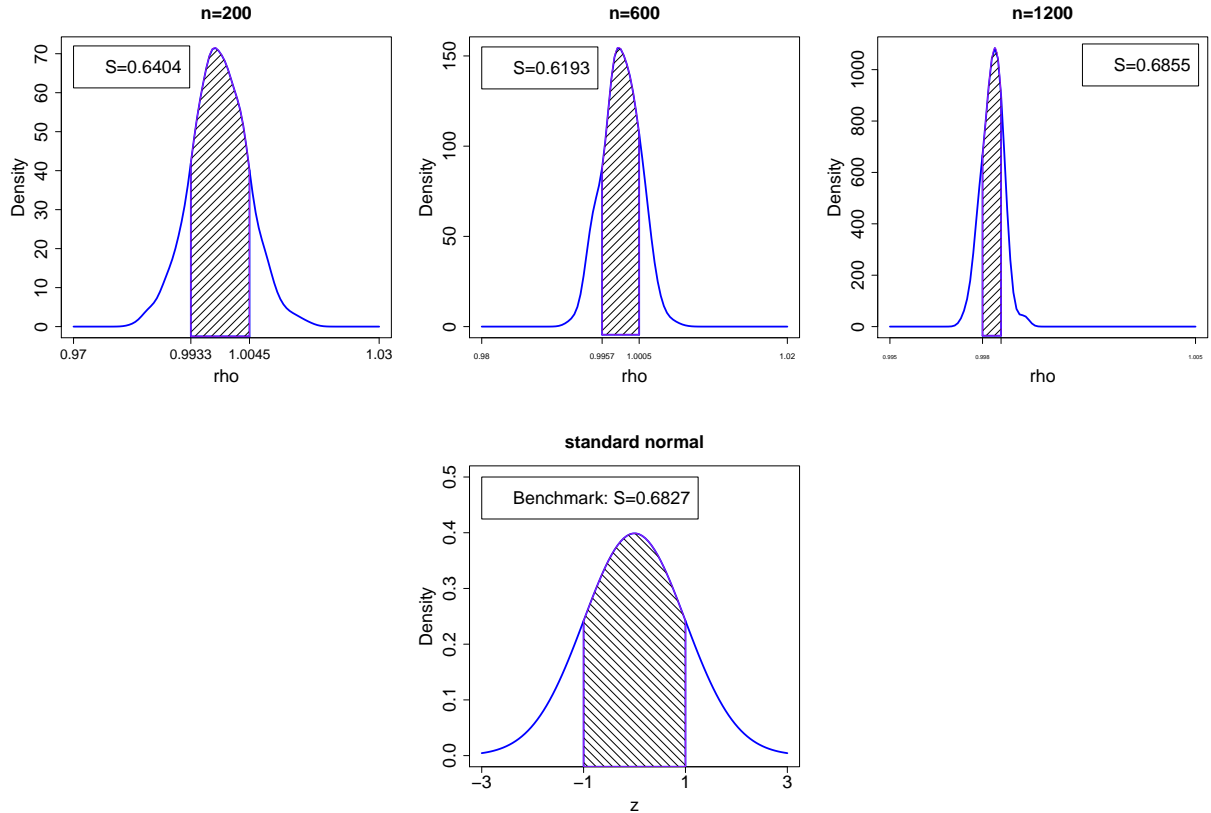 n=200
S=0.6404
Density
0 10 20 30 40 50 60 70
0.97 0.9933 1.0045 1.03
rho
n=600
S=0.6193
Density
0 50 100 150
0.98 0.9957 1.0005 1.02
rho
n=1200
S=0.6855
Density
0 200 400 600 800 1000
0.995 0.998 1.005
rho
standard normal
Benchmark: S=0.6827
Density
0.0 0.1 0.2 0.3 0.4 0.5
−3 −1 1 3
z